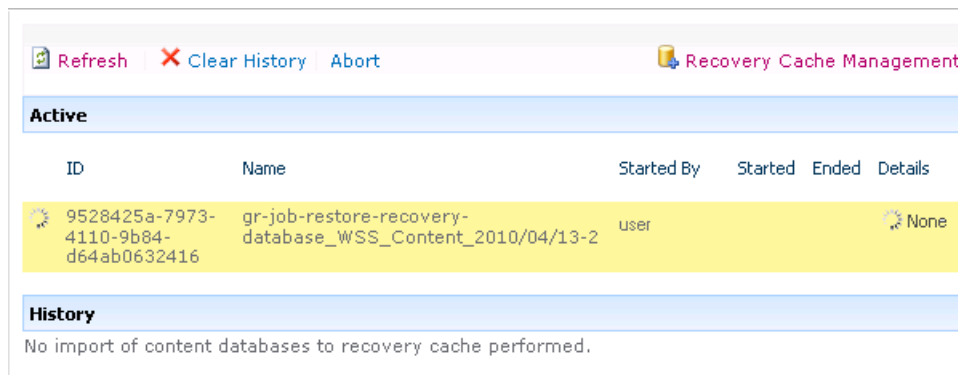 Refresh Clear History Abort Recovery Cache Management
Active
ID Name Started By Started Ended Details
9528425a-7973- gr-job-restore-recovery- user None
4110-9b84- database_WSS_Content_2010/04/13-2
d64ab0632416
History
No import of content databases to recovery cache performed.